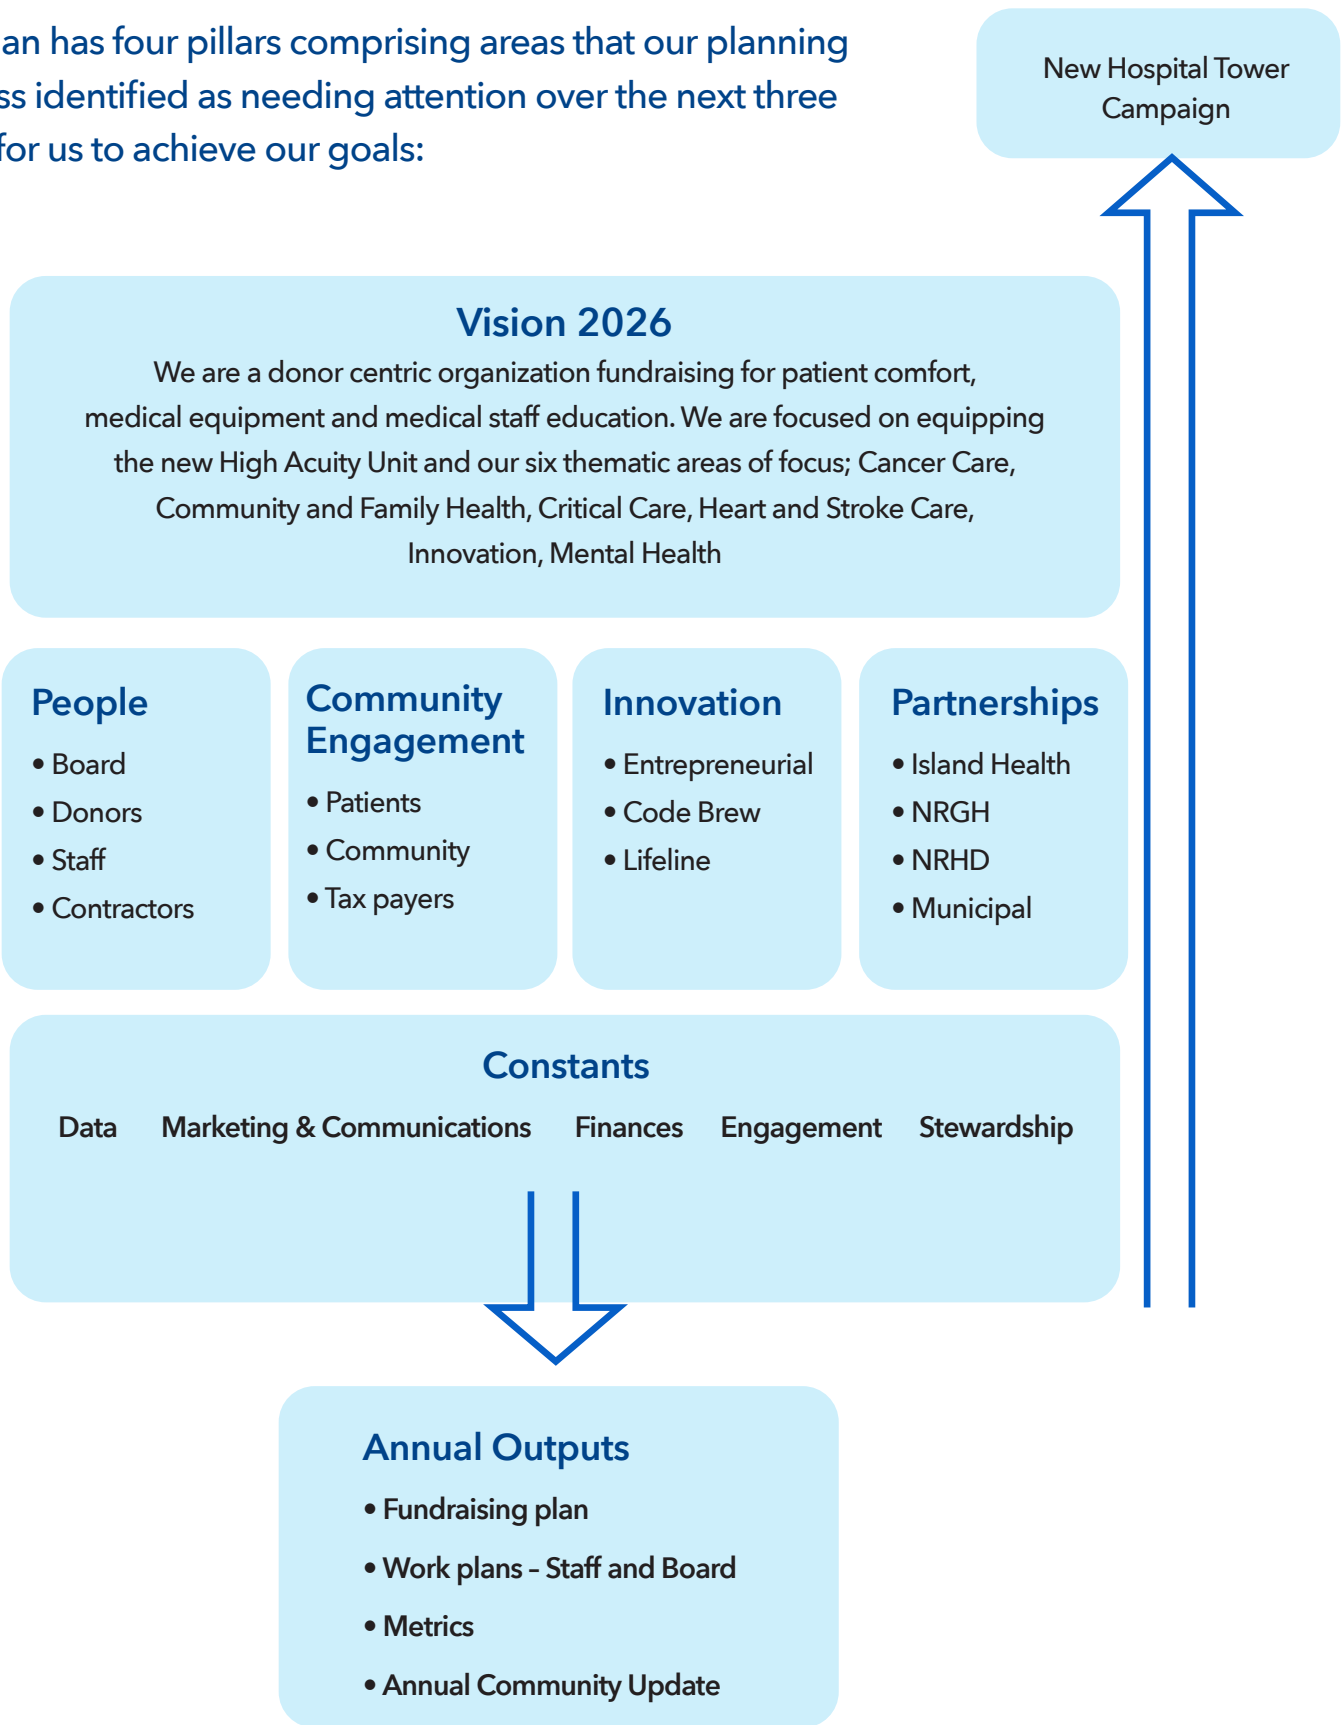 an has four pillars comprising areas that our planning
ss identified as needing attention over the next three
for us to achieve our goals:
New Hospital Tower
Campaign
Vision 2026
We are a donor centric organization fundraising for patient comfort,
medical equipment and medical staff education. We are focused on equipping
the new High Acuity Unit and our six thematic areas of focus; Cancer Care,
Community and Family Health, Critical Care, Heart and Stroke Care,
Innovation, Mental Health
People
• Board
• Donors
• Staff
• Contractors
Community
Engagement
• Patients
• Community
• Tax payers
Innovation
• Entrepreneurial
• Code Brew
• Lifeline
Partnerships
• Island Health
• NRGH
• NRHD
• Municipal
Constants
Data Marketing & Communications Finances Engagement Stewardship
Annual Outputs
• Fundraising plan
• Work plans – Staff and Board
• Metrics
• Annual Community Update